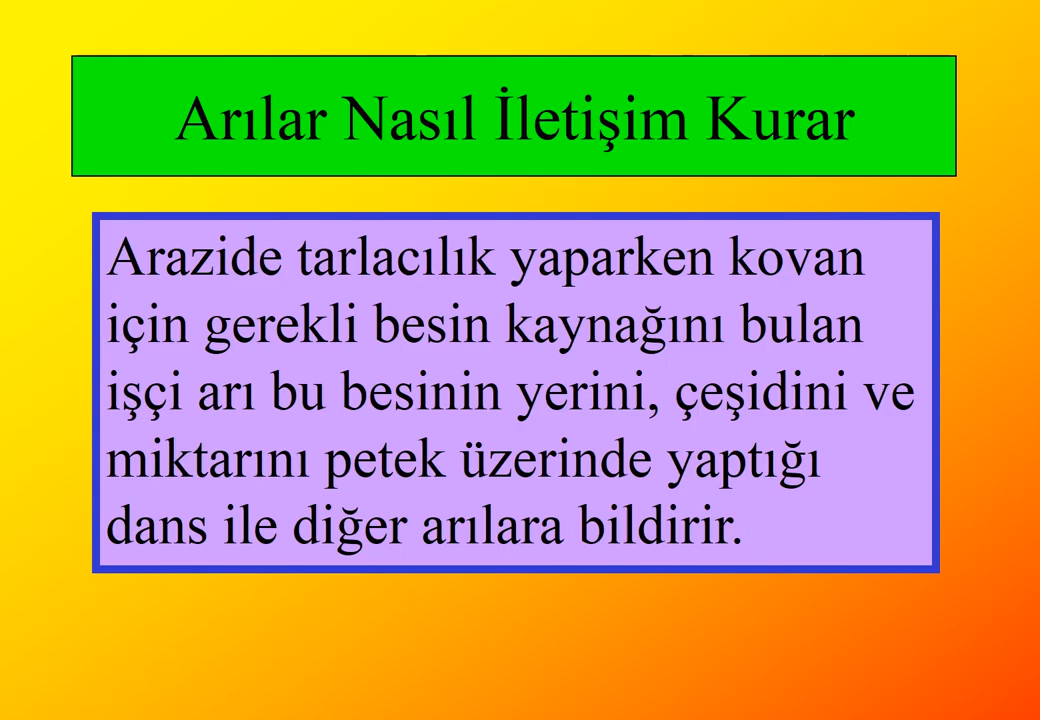 Arılar Nasıl İletişim Kurar
Arazide tarlacılık yaparken kovan
için gerekli besin kaynağını bulan
işçi arı bu besinin yerini, çeşidini ve
miktarını petek üzerinde yaptığı
dans ile diğer arılara bildirir.